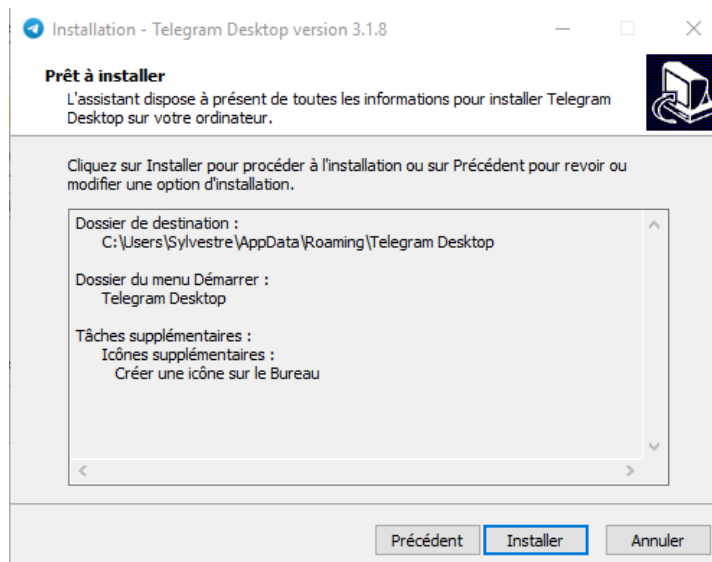 Installation - Telegram Desktop version 3.1.8
Prêt à installer
L'assistant dispose à présent de toutes les informations pour installer Telegram
Desktop sur votre ordinateur.
Cliquez sur Installer pour procéder à l'installation ou sur Précédent pour revoir ou
modifier une option d'installation.
Dossier de destination :
C:\Users\Sylvestre\AppData\Roaming\Telegram Desktop
Dossier du menu Démarrer :
Telegram Desktop
Tâches supplémentaires :
Icônes supplémentaires :
Créer une icône sur le Bureau
Précédent Installer Annuler